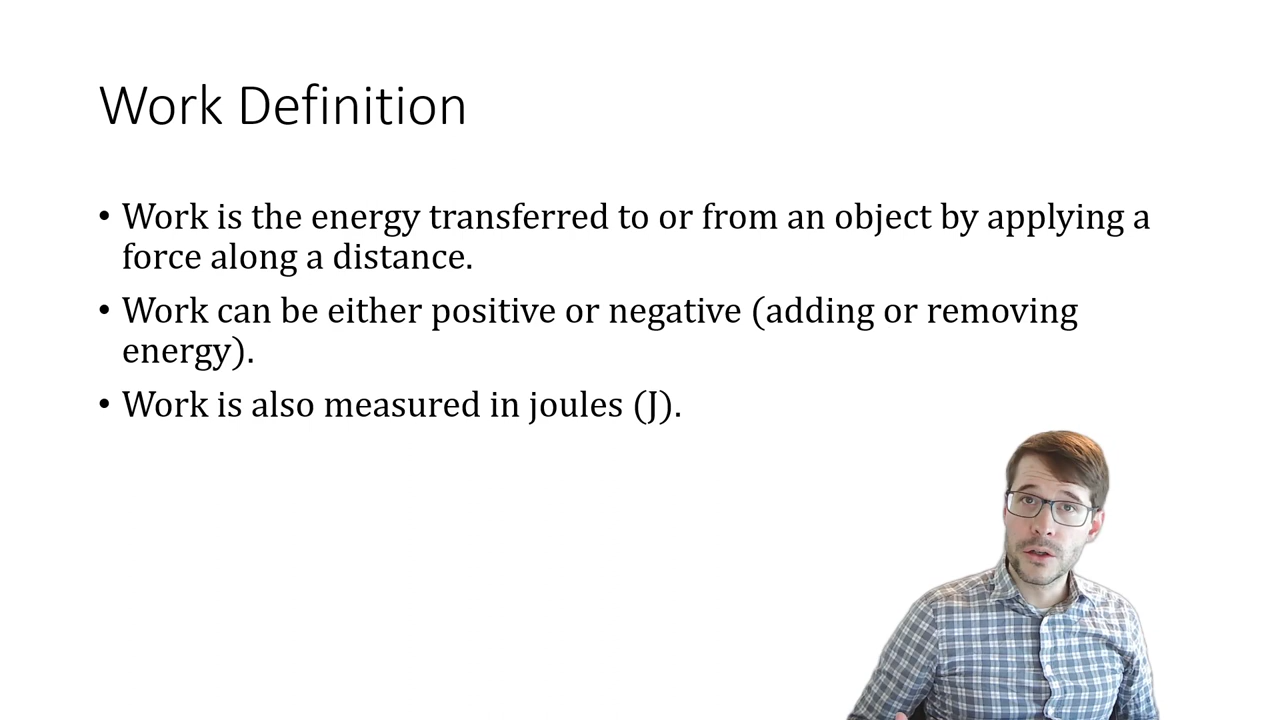 Work Definition
• Work is the energy transferred to or from an object by applying a
force along a distance.
• Work can be either positive or negative (adding or removing
energy).
• Work is also measured in joules (J).